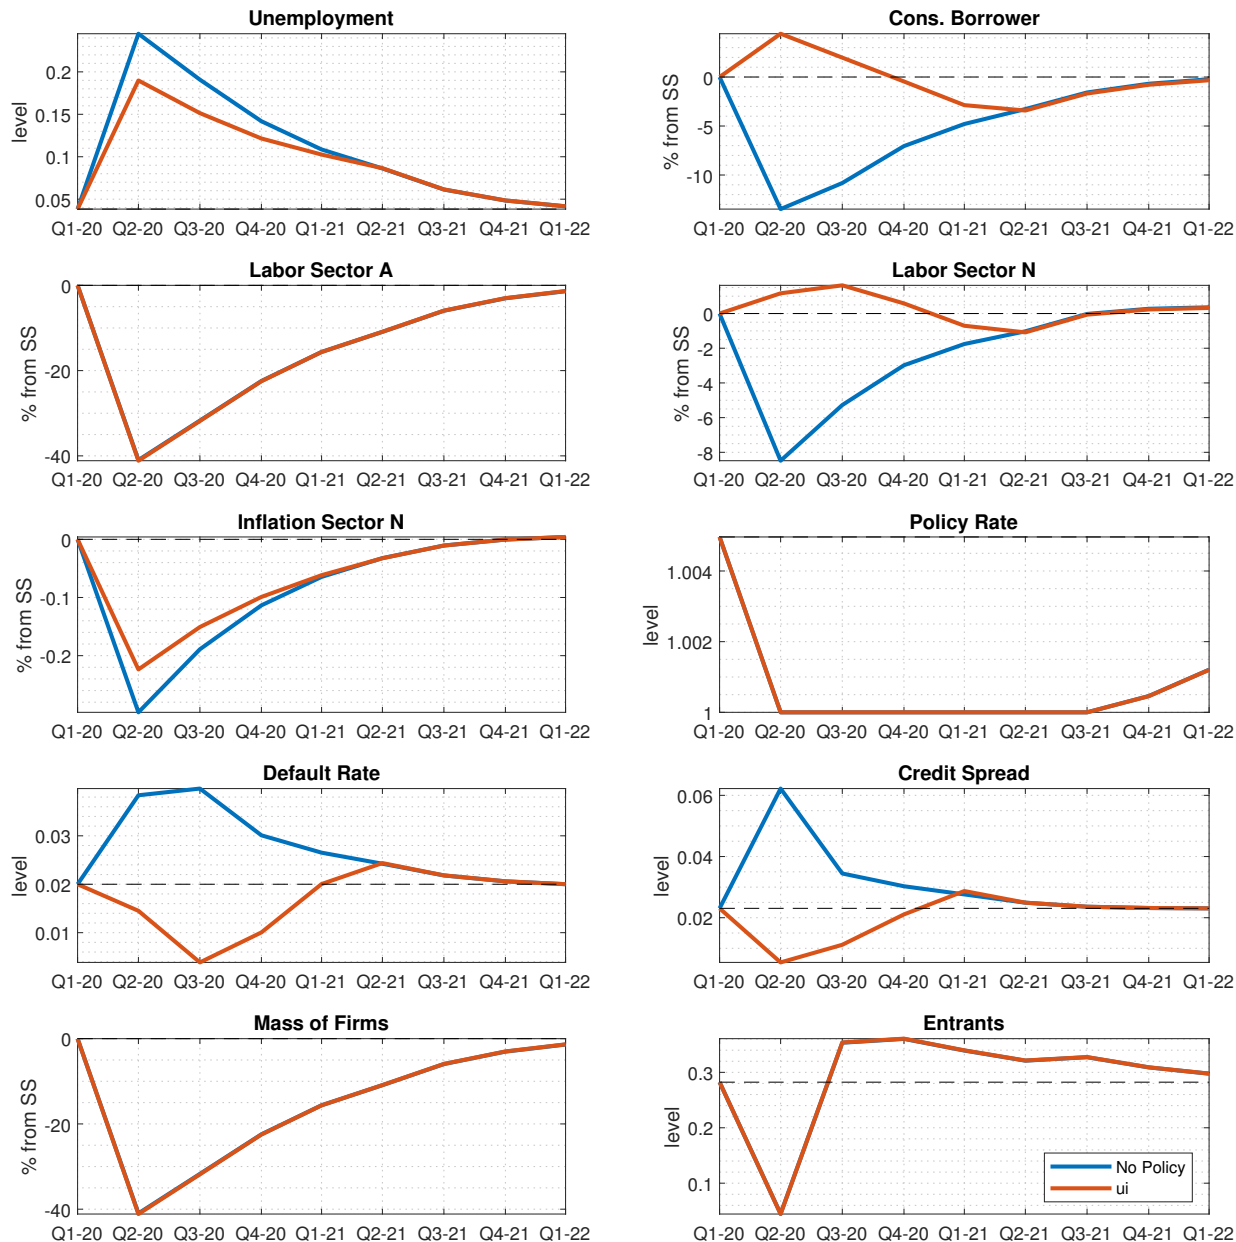 Unemployment
level
0.2
0.15
0.1
0.05
Q1-20 Q2-20 Q3-20 Q4-20 Q1-21 Q2-21 Q3-21 Q4-21 Q1-22
Cons. Borrower
% from SS
0
-5
-10
Q1-20 Q2-20 Q3-20 Q4-20 Q1-21 Q2-21 Q3-21 Q4-21 Q1-22
Labor Sector A
% from SS
0
-20
-40
Q1-20 Q2-20 Q3-20 Q4-20 Q1-21 Q2-21 Q3-21 Q4-21 Q1-22
Labor Sector N
% from SS
0
-2
-4
-6
-8
Q1-20 Q2-20 Q3-20 Q4-20 Q1-21 Q2-21 Q3-21 Q4-21 Q1-22
Inflation Sector N
% from SS
0
-0.1
-0.2
Q1-20 Q2-20 Q3-20 Q4-20 Q1-21 Q2-21 Q3-21 Q4-21 Q1-22
Policy Rate
level
1.004
1.002
1
Q1-20 Q2-20 Q3-20 Q4-20 Q1-21 Q2-21 Q3-21 Q4-21 Q1-22
Default Rate
level
0.03
0.02
0.01
Q1-20 Q2-20 Q3-20 Q4-20 Q1-21 Q2-21 Q3-21 Q4-21 Q1-22
Credit Spread
level
0.06
0.04
0.02
Q1-20 Q2-20 Q3-20 Q4-20 Q1-21 Q2-21 Q3-21 Q4-21 Q1-22
Mass of Firms
% from SS
0
-20
-40
Q1-20 Q2-20 Q3-20 Q4-20 Q1-21 Q2-21 Q3-21 Q4-21 Q1-22
Entrants
level
0.3
0.2
0.1
No Policy
ui
Q1-20 Q2-20 Q3-20 Q4-20 Q1-21 Q2-21 Q3-21 Q4-21 Q1-22